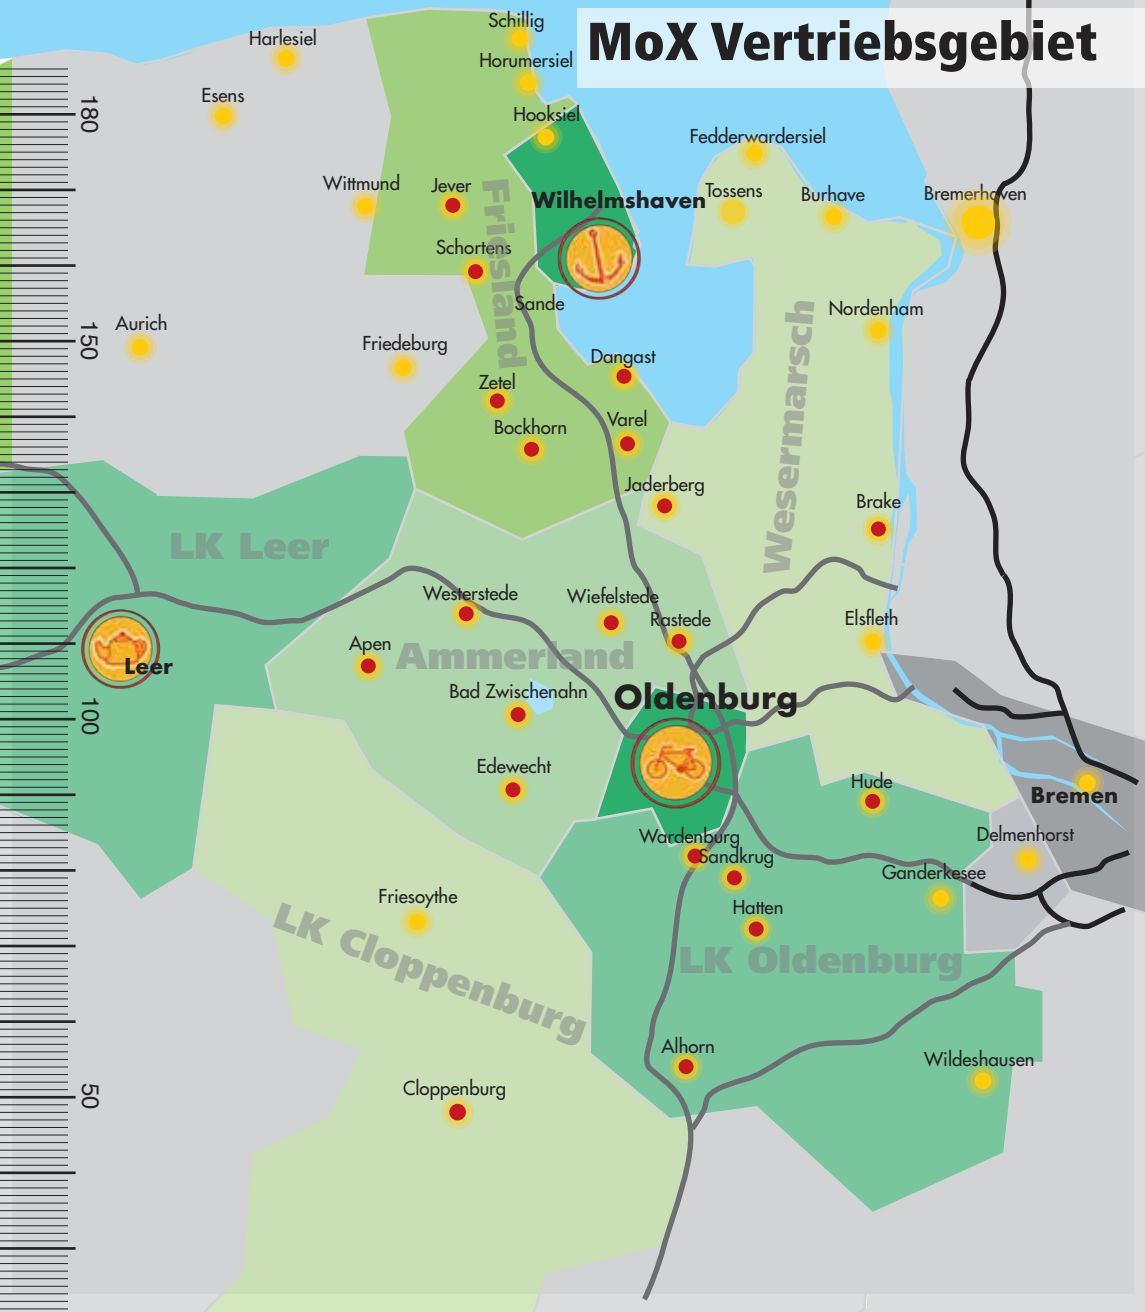 MoX Vertriebsgebiet
Schillig
Harlesiel
Horumersiel
Esens
180
Hooksiel
Fedderwardersiel
Wittmund
Jever
Wilhelmshaven
Tossens
Burhave
Bremerhaven
Friesland
Schortens
Sande
Nordenham
Aurich
150
Friedeburg
Dangast
Zetel
Wesermarsch
Bockhorn
Varel
Jaderberg
Brake
LK Leer
Westerstede
Wiefelstede
Rastede
Elsfleth
Apen
Ammerland
Leer
Bad Zwischenahn
Oldenburg
100
Edewecht
Hude
Bremen
Wardenburg
Delmenhorst
Sandkrug
Ganderkesee
Friesoythe
Hatten
LK Cloppenburg
LK Oldenburg
Alhorn
Wildeshausen
Cloppenburg
50